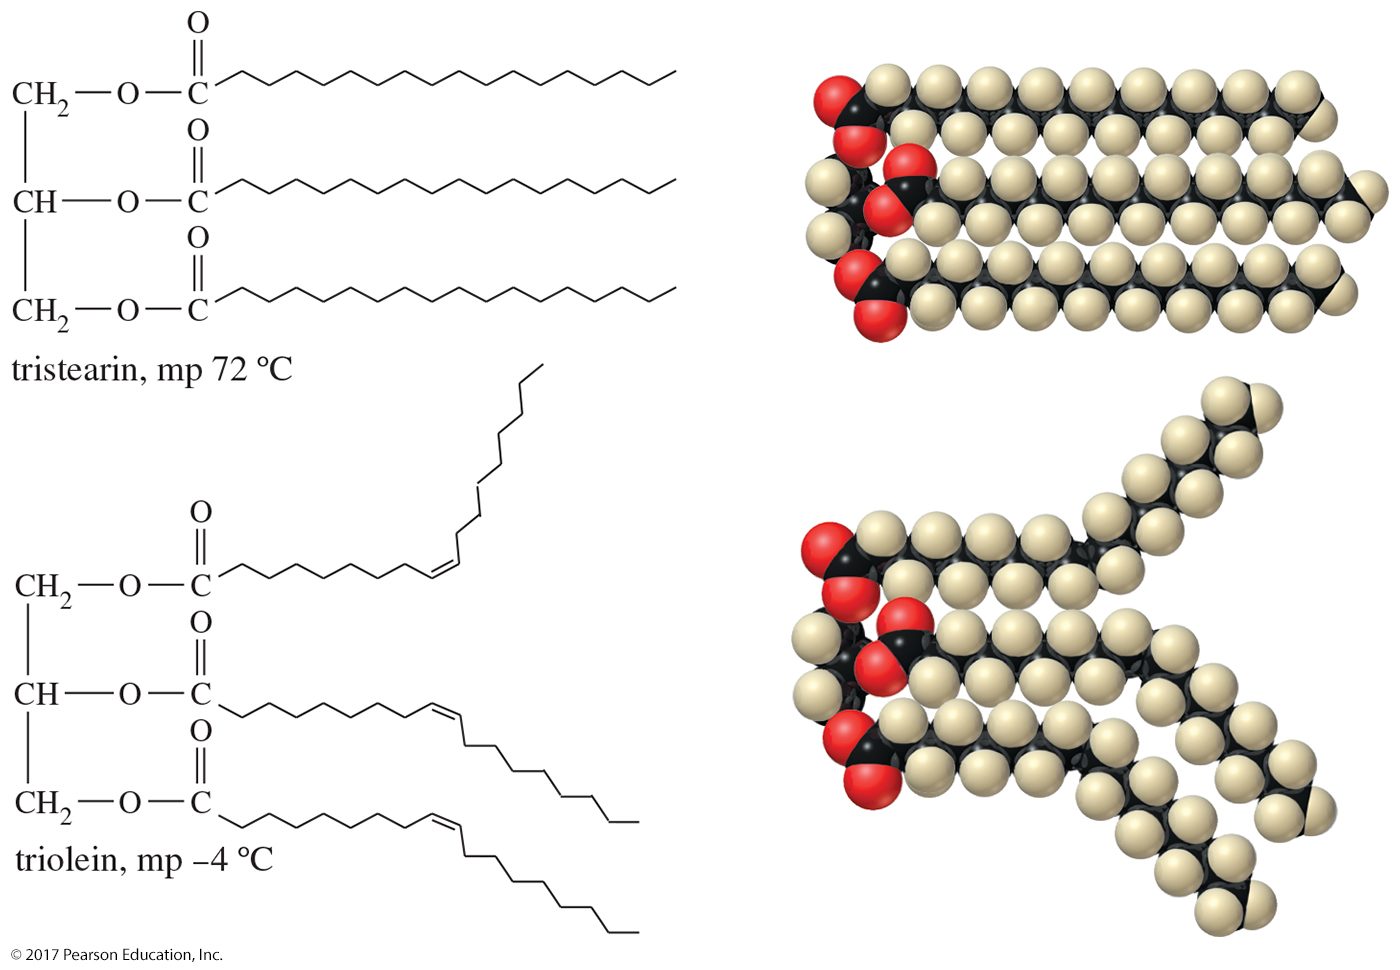 O
CH₂—O—C
O
CH—O—C
O
CH₂—O—C
tristearin, mp 72 °C
O
CH₂—O—C
O
CH—O—C
O
CH₂—O—C
triolein, mp –4 °C
© 2017 Pearson Education, Inc.